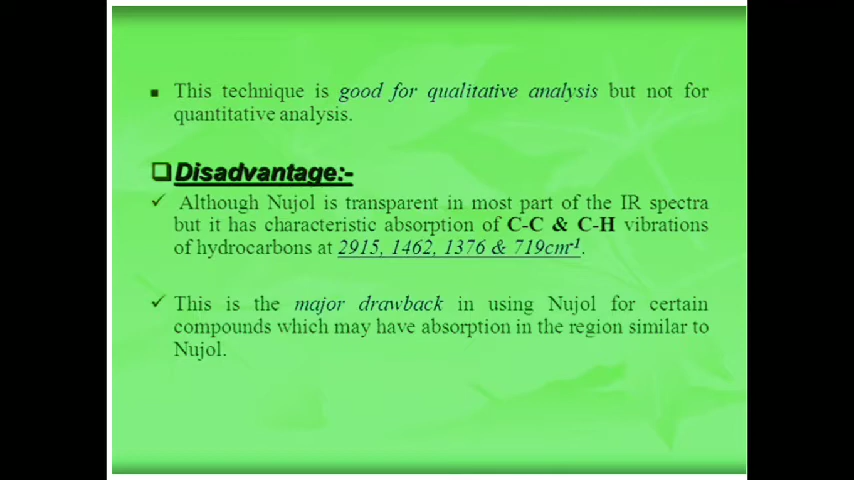 ▪ This technique is good for qualitative analysis but not for
quantitative analysis.
❑Disadvantage:-
✓ Although Nujol is transparent in most part of the IR spectra
but it has characteristic absorption of C-C & C-H vibrations
of hydrocarbons at 2915, 1462, 1376 & 719cm¹.
✓ This is the major drawback in using Nujol for certain
compounds which may have absorption in the region similar to
Nujol.